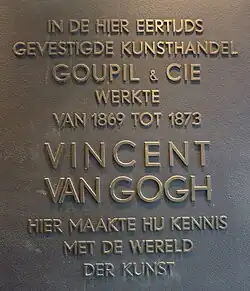 IN DE HIER EERTIJDS
GEVESTIGDE KUNSTHANDEL
GOUPIL & CIE
WERKTE
VAN 1869 TOT 1873
VINCENT
VAN GOGH
HIER MAAKTE HIJ KENNIS
MET DE WERELD
DER KUNST